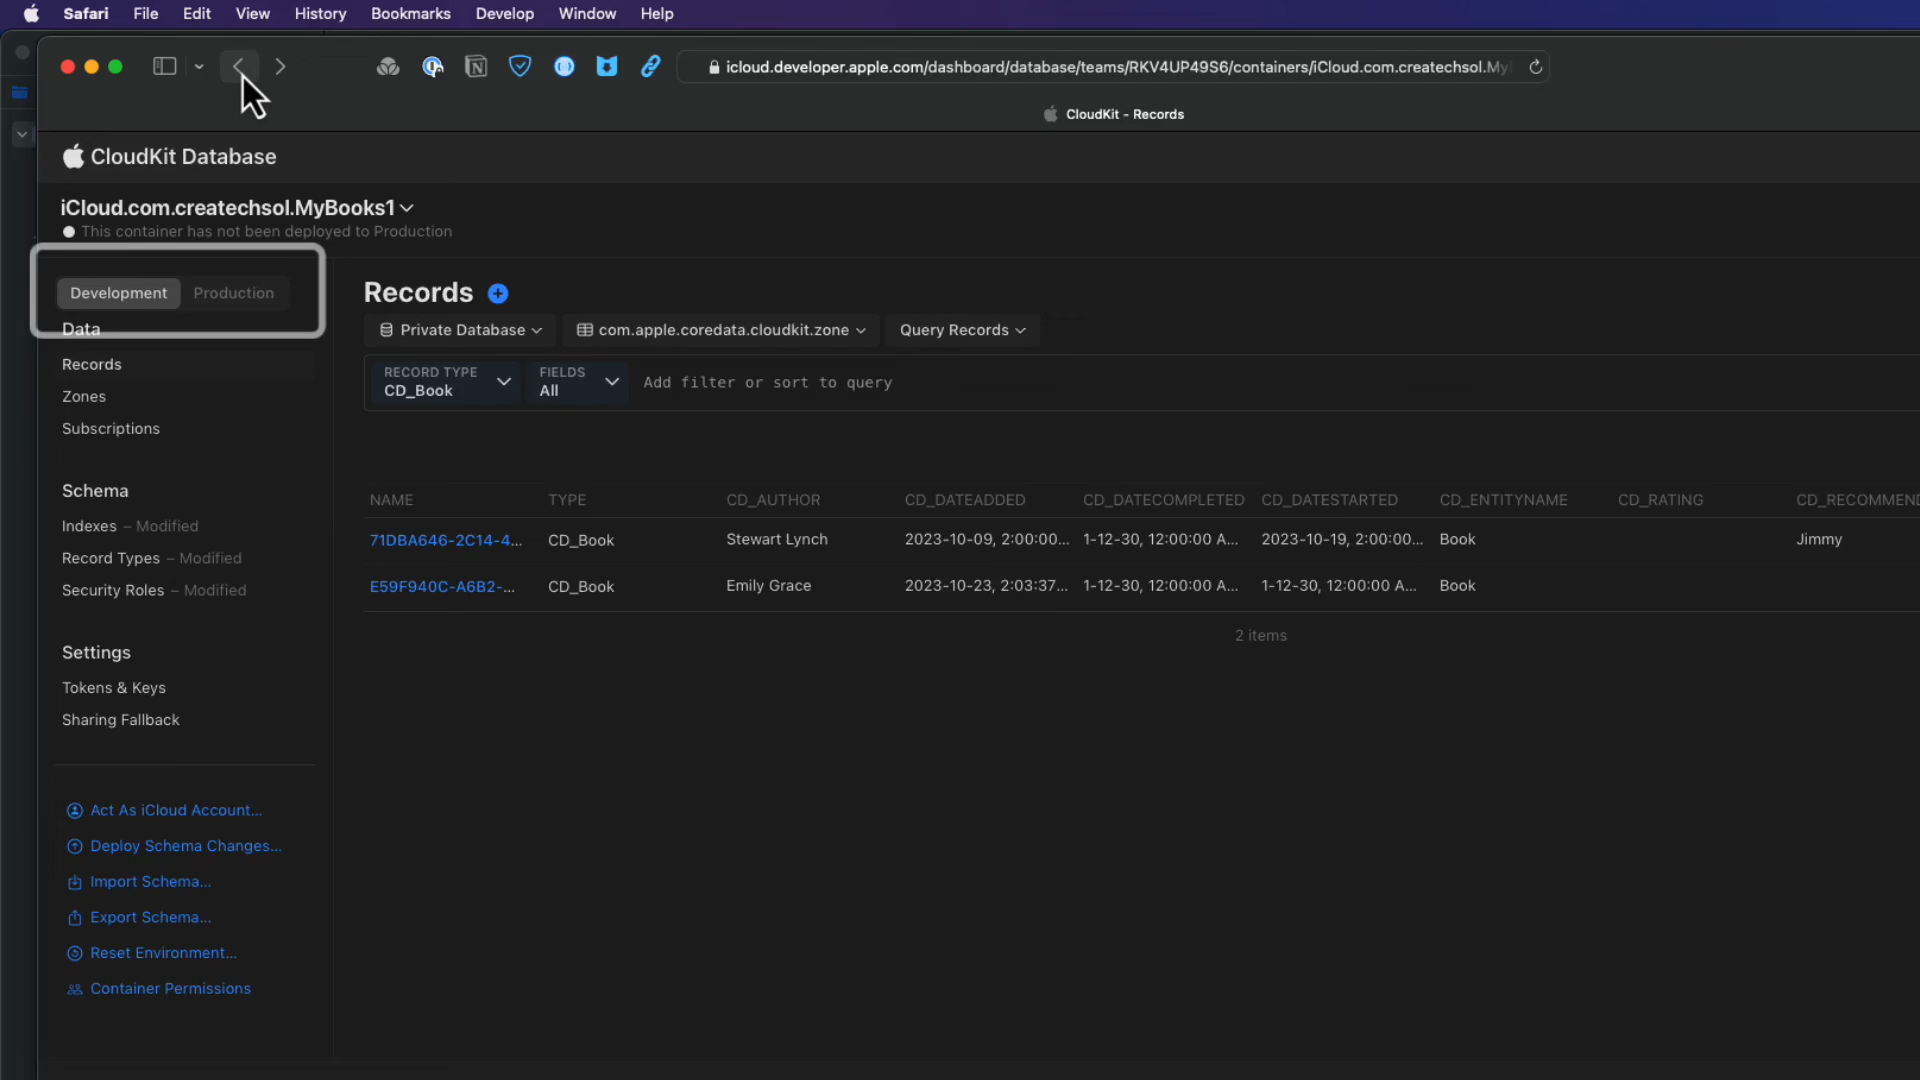 Safari File Edit View History Bookmarks Develop Window Help
icloud.developer.apple.com/dashboard/database/teams/RKV4UP49S6/containers/iCloud.com.createchsol.My
CloudKit - Records
CloudKit Database
iCloud.com.createchsol.MyBooks1
This container has not been deployed to Production
Development Production
Data
Records
Zones
Subscriptions
Schema
Indexes – Modified
Record Types – Modified
Security Roles – Modified
Settings
Tokens & Keys
Sharing Fallback
Act As iCloud Account...
Deploy Schema Changes...
Import Schema...
Export Schema...
Reset Environment...
Container Permissions
Records
Private Database com.apple.coredata.cloudkit.zone Query Records
RECORD TYPE FIELDS
CD_Book All Add filter or sort to query
NAME TYPE CD_AUTHOR CD_DATEADDED CD_DATECOMPLETED CD_DATESTARTED CD_ENTITYNAME CD_RATING CD_RECOMMEND
71DBA646-2C14-4... CD_Book Stewart Lynch 2023-10-09, 2:00:00... 1-12-30, 12:00:00 A... 2023-10-19, 2:00:00... Book Jimmy
E59F940C-A6B2-... CD_Book Emily Grace 2023-10-23, 2:03:37... 1-12-30, 12:00:00 A... 1-12-30, 12:00:00 A... Book
2 items